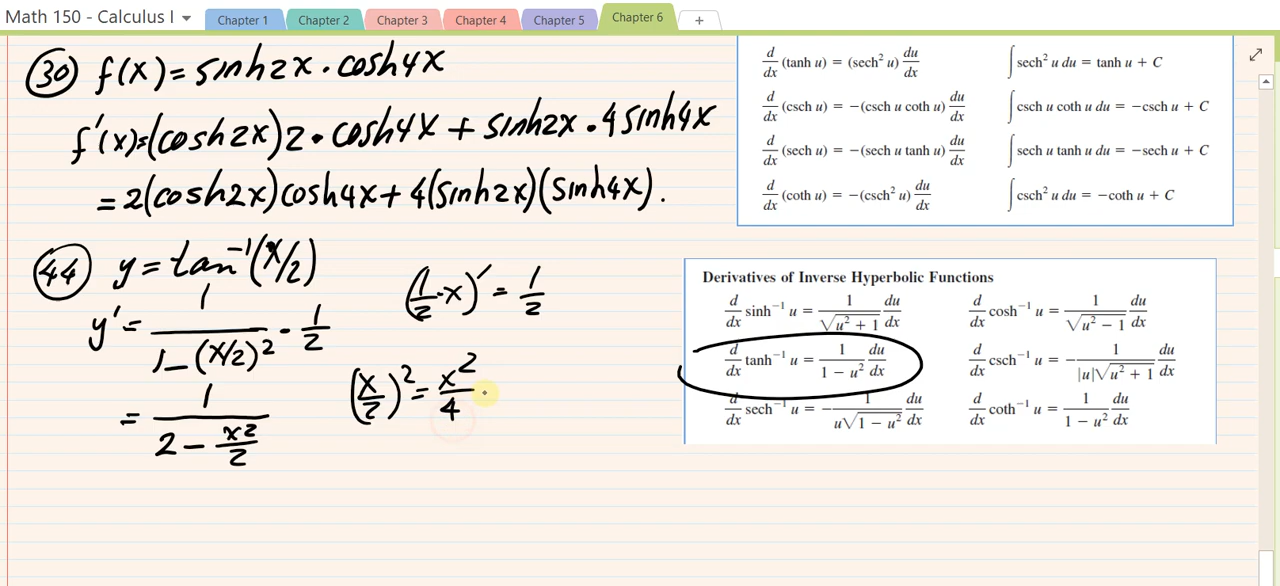 Math 150 - Calculus I
Chapter 1 Chapter 2 Chapter 3 Chapter 4 Chapter 5 Chapter 6 +
(30) f(x) = sinh2x · cosh4x
f'(x) = (cosh2x)2 · cosh4x + sinh2x · 4 sinh4x
= 2(cosh2x)cosh4x + 4(sinh2x)(sinh4x).
(44) y = tan⁻¹(x/2)
(1/2 · x)' = 1/2
y' = 1/(1 - (x/2)²) · 1/2
(x/2)² = x²/4
= 1/(2 - x²/2)
d/dx (tanh u) = (sech² u) du/dx
∫ sech² u du = tanh u + C
d/dx (csch u) = −(csch u coth u) du/dx
∫ csch u coth u du = −csch u + C
d/dx (sech u) = −(sech u tanh u) du/dx
∫ sech u tanh u du = −sech u + C
d/dx (coth u) = −(csch² u) du/dx
∫ csch² u du = −coth u + C
Derivatives of Inverse Hyperbolic Functions
d/dx sinh⁻¹ u = 1/√(u² + 1) du/dx
d/dx cosh⁻¹ u = 1/√(u² − 1) du/dx
d/dx tanh⁻¹ u = 1/(1 − u²) du/dx
d/dx csch⁻¹ u = − 1/(|u|√(u² + 1)) du/dx
d/dx sech⁻¹ u = − 1/(u√(1 − u²)) du/dx
d/dx coth⁻¹ u = 1/(1 − u²) du/dx